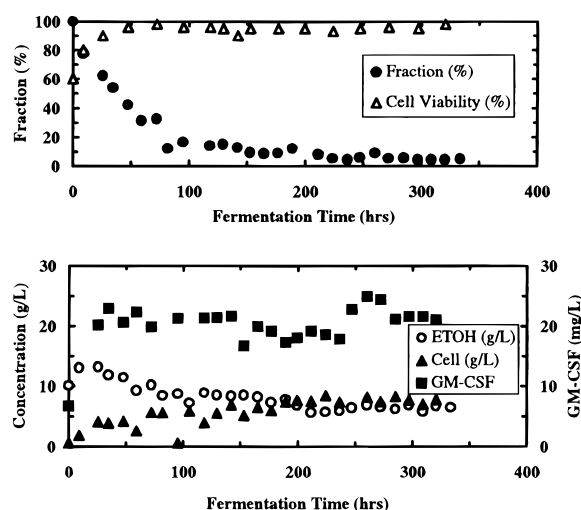 100
80
60
40
20
0
Fraction (%)
Fraction (%)
Cell Viability (%)
0 100 200 300 400
Fermentation Time (hrs)
30
20
10
0
Concentration (g/L)
ETOH (g/L)
Cell (g/L)
GM-CSF
30
20
10
0
GM-CSF (mg/L)
0 100 200 300 400
Fermentation Time (hrs)